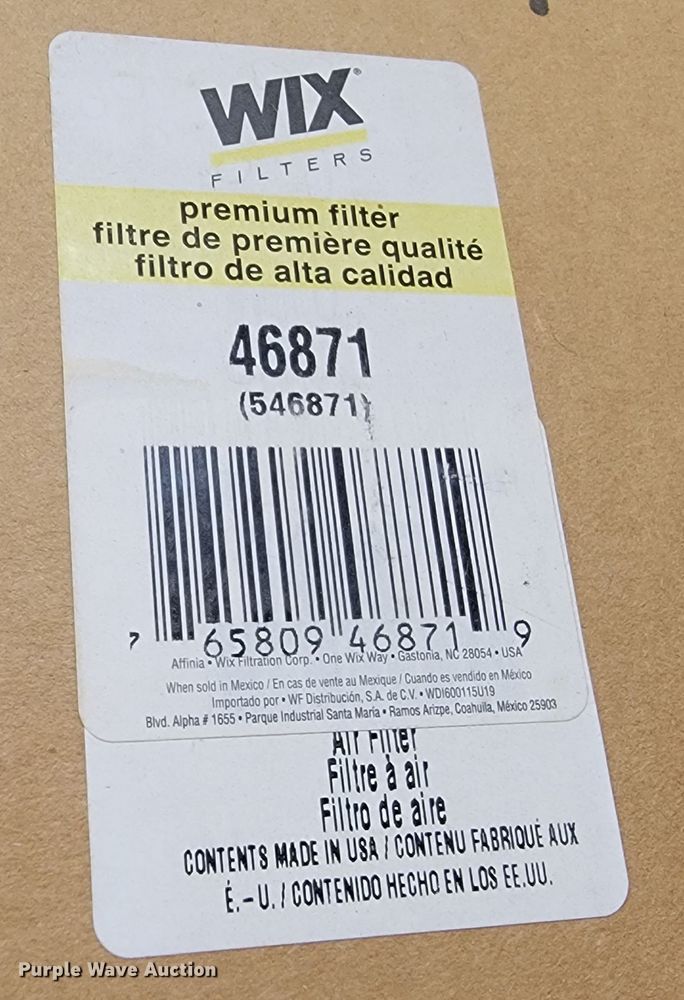 WIX®
FILTERS
premium filter
filtre de première qualité
filtro de alta calidad
46871
(546871)
7 65809 46871 9
Affinia • Wix Filtration Corp. • One Wix Way • Gastonia, NC 28054 • USA
When sold in Mexico / En cas de vente au Mexique / Cuando es vendido en México
Importado por • WF Distribución, S.A. de C.V. • WDI600115U19
Blvd. Alpha # 1655 • Parque Industrial Santa María • Ramos Arizpe, Coahuila, México 25903
Air Filter
Filtre à air
Filtro de aire
CONTENTS MADE IN USA / CONTENU FABRIQUÉ AUX
É.-U. / CONTENIDO HECHO EN LOS EE.UU.
Purple Wave Auction